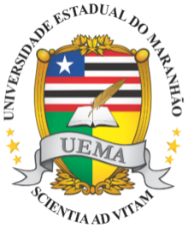 UNIVERSIDADE ESTADUAL DO MARANHÃO
UEMA
SCIENTIA AD VITAM